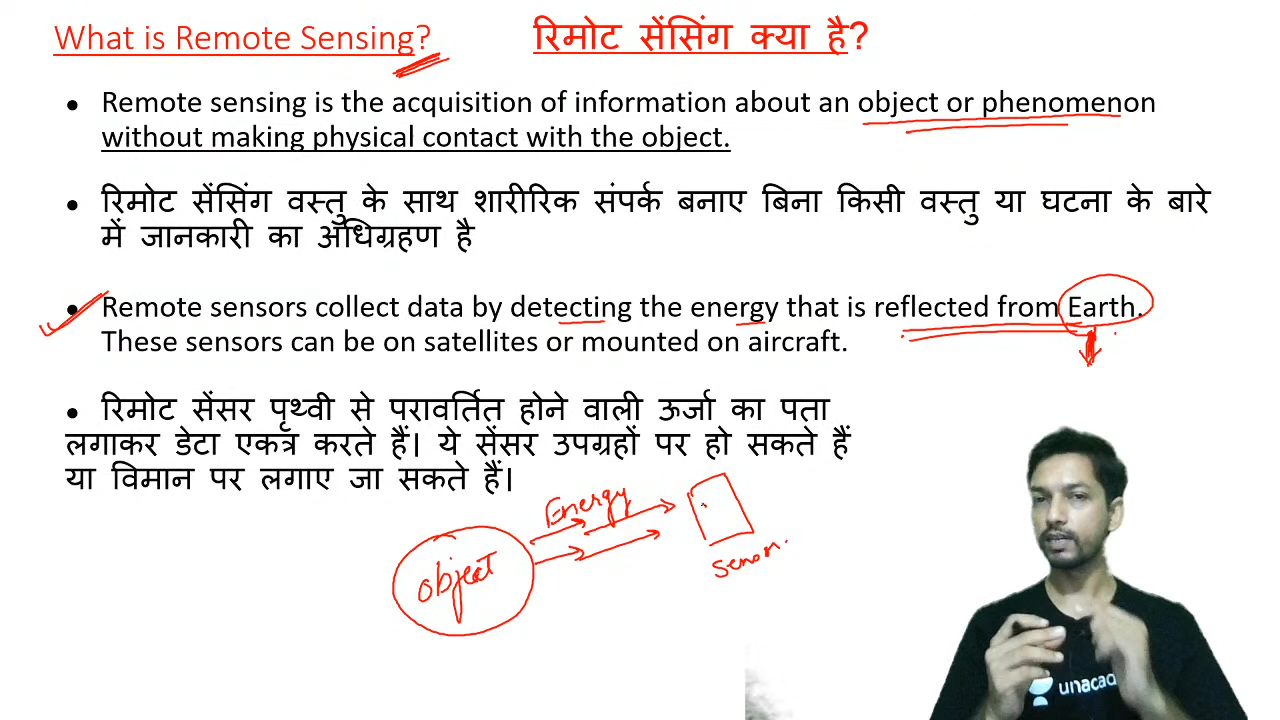 What is Remote Sensing? रिमोट सेंसिंग क्या है?
• Remote sensing is the acquisition of information about an object or phenomenon
without making physical contact with the object.
• रिमोट सेंसिंग वस्तु के साथ शारीरिक संपर्क बनाए बिना किसी वस्तु या घटना के बारे
में जानकारी का अधिग्रहण है
• Remote sensors collect data by detecting the energy that is reflected from Earth.
These sensors can be on satellites or mounted on aircraft.
• रिमोट सेंसर पृथ्वी से परावर्तित होने वाली ऊर्जा का पता
लगाकर डेटा एकत्र करते हैं। ये सेंसर उपग्रहों पर हो सकते हैं
या विमान पर लगाए जा सकते हैं।
Energy
object
unacad